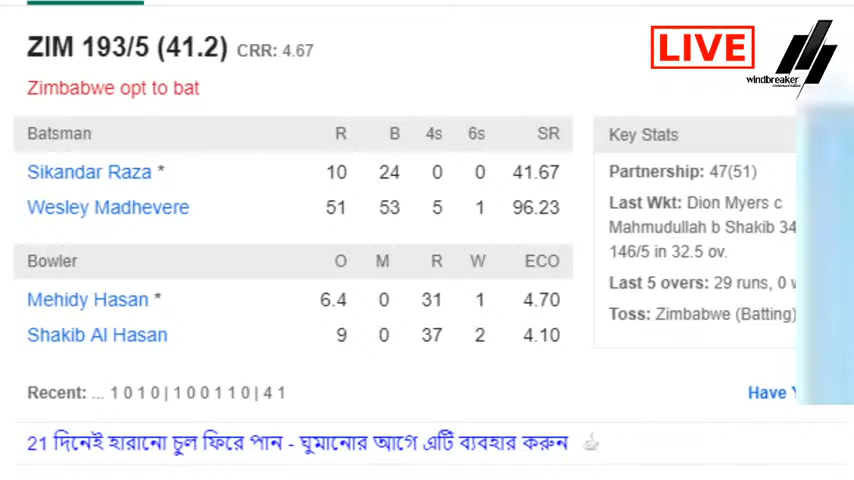 ZIM 193/5 (41.2) CRR: 4.67
LIVE
windbreaker
Zimbabwe opt to bat
Batsman R B 4s 6s SR
Sikandar Raza * 10 24 0 0 41.67
Wesley Madhevere 51 53 5 1 96.23
Bowler O M R W ECO
Mehidy Hasan * 6.4 0 31 1 4.70
Shakib Al Hasan 9 0 37 2 4.10
Key Stats
Partnership: 47(51)
Last Wkt: Dion Myers c
Mahmudullah b Shakib 34
146/5 in 32.5 ov.
Last 5 overs: 29 runs, 0
Toss: Zimbabwe (Batting)
Recent: ... 1 0 1 0 | 1 0 0 1 1 0 | 4 1
Have
21 দিনেই হারানো চুল ফিরে পান - ঘুমানোর আগে এটি ব্যবহার করুন